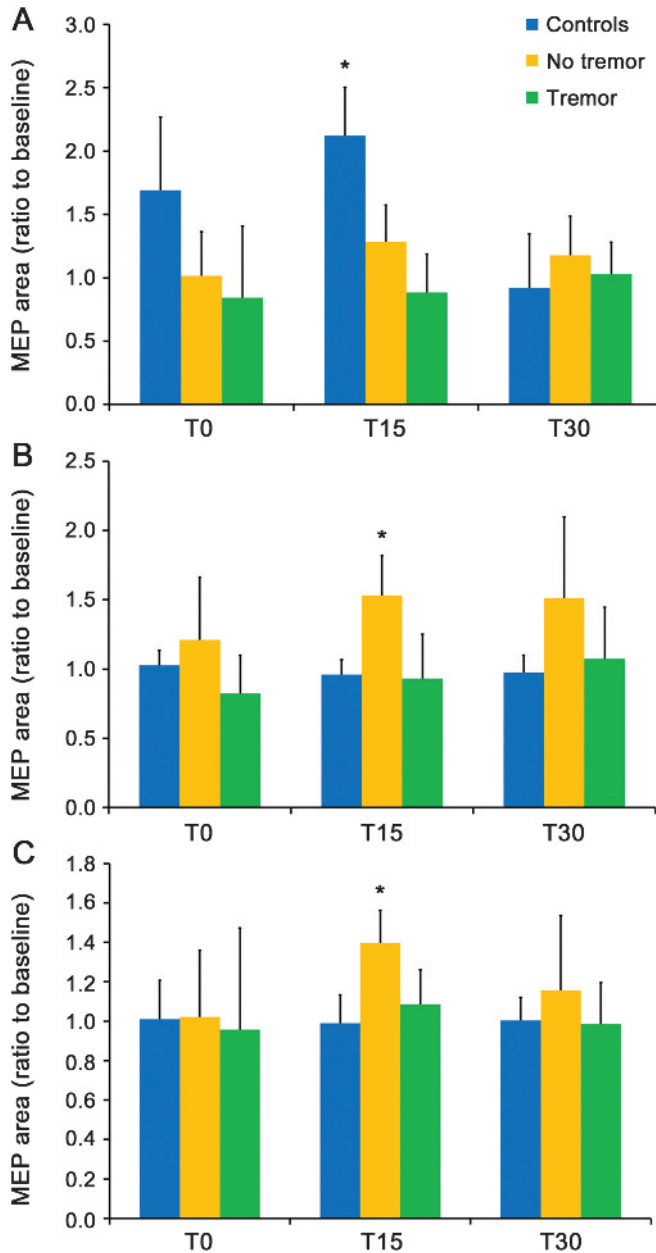 A
MEP area (ratio to baseline)
3.0
2.5
2.0
1.5
1.0
0.5
0.0
*
Controls
No tremor
Tremor
T0 T15 T30
B
MEP area (ratio to baseline)
2.5
2.0
1.5
1.0
0.5
0.0
*
T0 T15 T30
C
MEP area (ratio to baseline)
1.8
1.6
1.4
1.2
1.0
0.8
0.6
0.4
0.2
0.0
*
T0 T15 T30